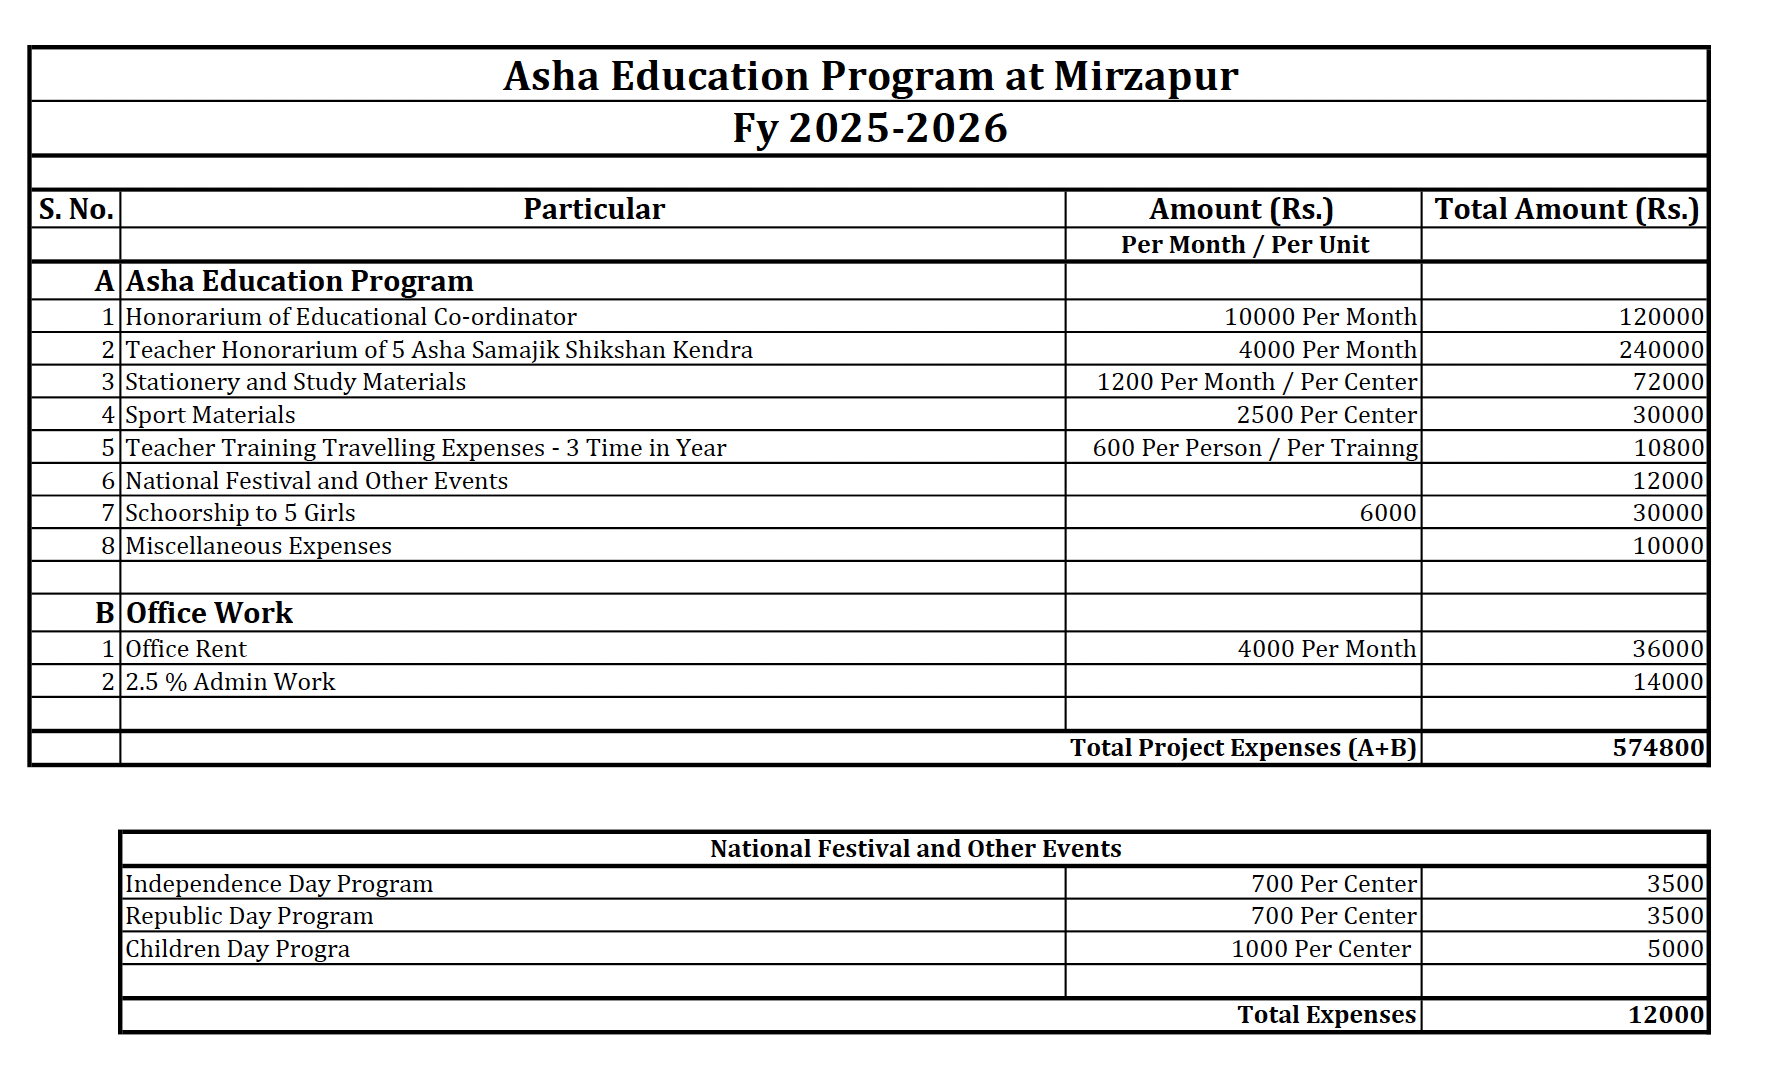 Asha Education Program at Mirzapur
Fy 2025-2026
S. No. Particular Amount (Rs.) Total Amount (Rs.)
Per Month / Per Unit
A Asha Education Program
1 Honorarium of Educational Co-ordinator 10000 Per Month 120000
2 Teacher Honorarium of 5 Asha Samajik Shikshan Kendra 4000 Per Month 240000
3 Stationery and Study Materials 1200 Per Month / Per Center 72000
4 Sport Materials 2500 Per Center 30000
5 Teacher Training Travelling Expenses - 3 Time in Year 600 Per Person / Per Trainng 10800
6 National Festival and Other Events 12000
7 Schoorship to 5 Girls 6000 30000
8 Miscellaneous Expenses 10000
B Office Work
1 Office Rent 4000 Per Month 36000
2 2.5 % Admin Work 14000
Total Project Expenses (A+B) 574800
National Festival and Other Events
Independence Day Program 700 Per Center 3500
Republic Day Program 700 Per Center 3500
Children Day Progra 1000 Per Center 5000
Total Expenses 12000